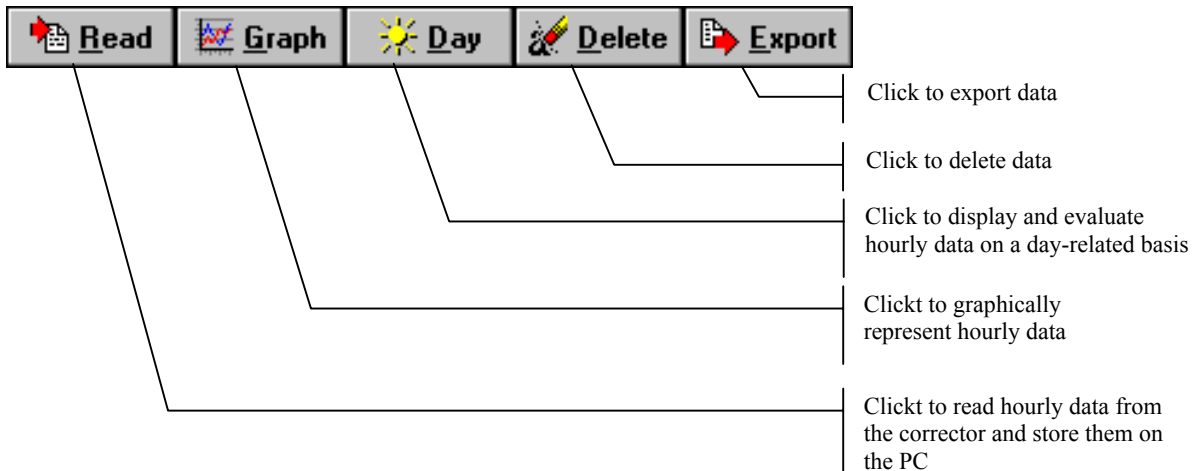 Read Graph Day Delete Export
Click to export data
Click to delete data
Click to display and evaluate
hourly data on a day-related basis
Clickt to graphically
represent hourly data
Clickt to read hourly data from
the corrector and store them on
the PC